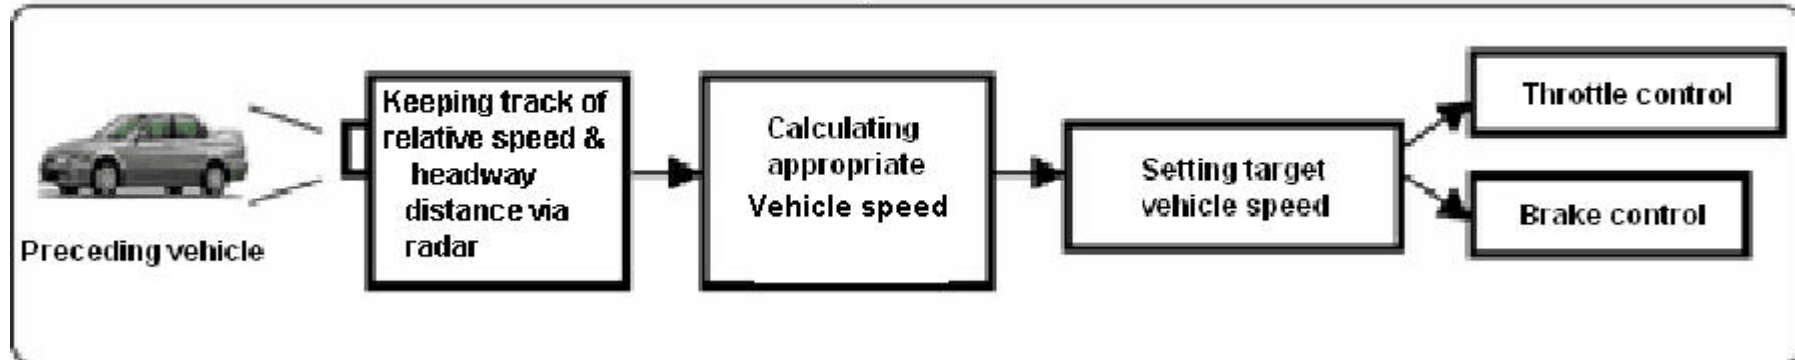 Preceding vehicle
Keeping track of
relative speed &
headway
distance via
radar
Calculating
appropriate
Vehicle speed
Setting target
vehicle speed
Throttle control
Brake control